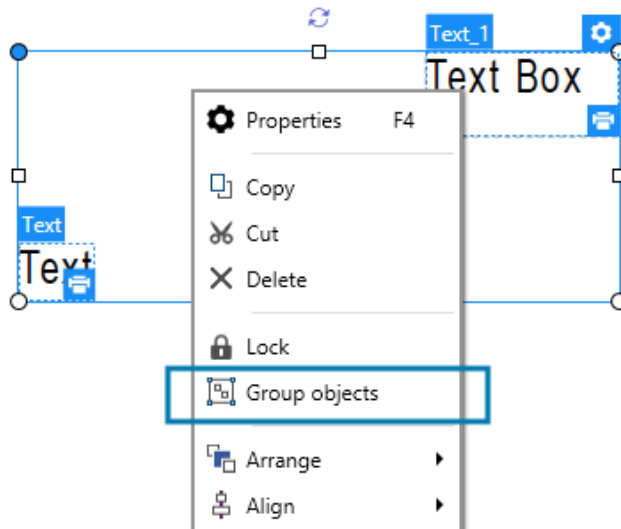 Text_1
Text Box
Properties F4
Copy
Text
Cut
Text
Delete
Lock
Group objects
Arrange
Align